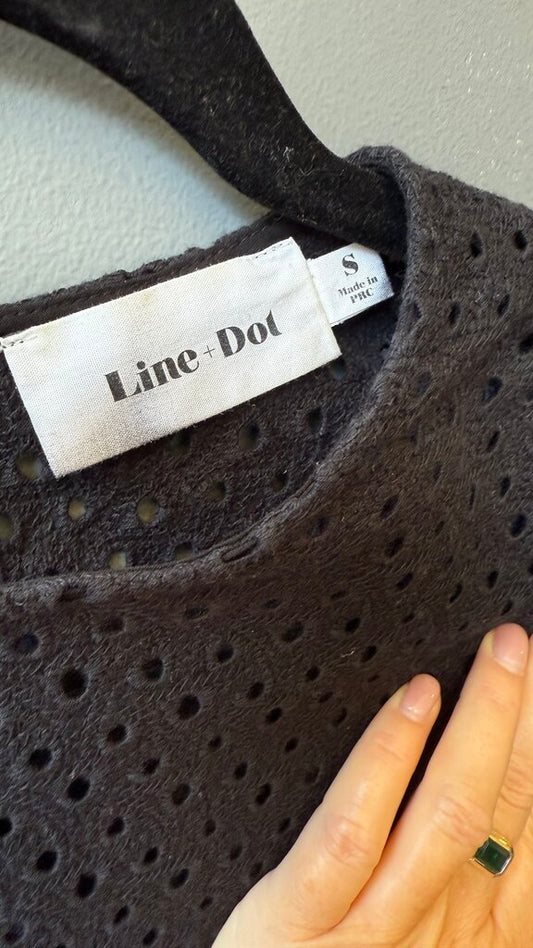 Line + Dot
S
Made in
PRC